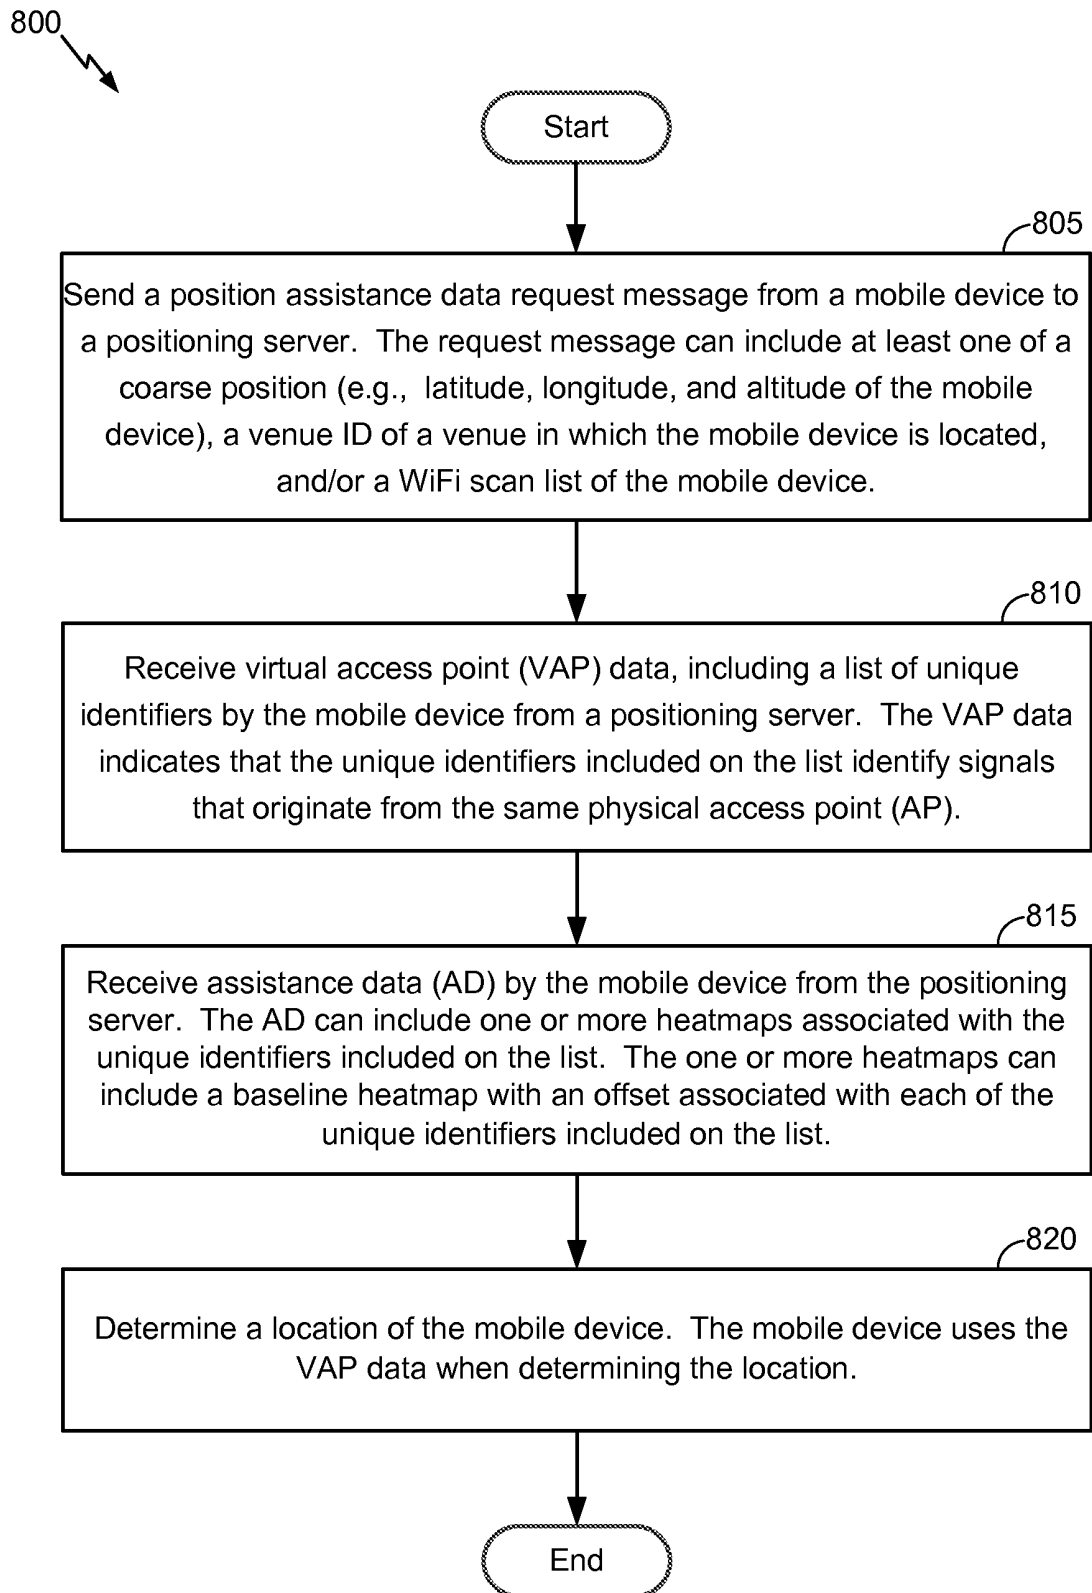 800
Start
805
Send a position assistance data request message from a mobile device to
a positioning server.  The request message can include at least one of a
coarse position (e.g.,  latitude, longitude, and altitude of the mobile
device), a venue ID of a venue in which the mobile device is located,
and/or a WiFi scan list of the mobile device.
810
Receive virtual access point (VAP) data, including a list of unique
identifiers by the mobile device from a positioning server.  The VAP data
indicates that the unique identifiers included on the list identify signals
that originate from the same physical access point (AP).
815
Receive assistance data (AD) by the mobile device from the positioning
server.  The AD can include one or more heatmaps associated with the
unique identifiers included on the list.  The one or more heatmaps can
include a baseline heatmap with an offset associated with each of the
unique identifiers included on the list.
820
Determine a location of the mobile device.  The mobile device uses the
VAP data when determining the location.
End